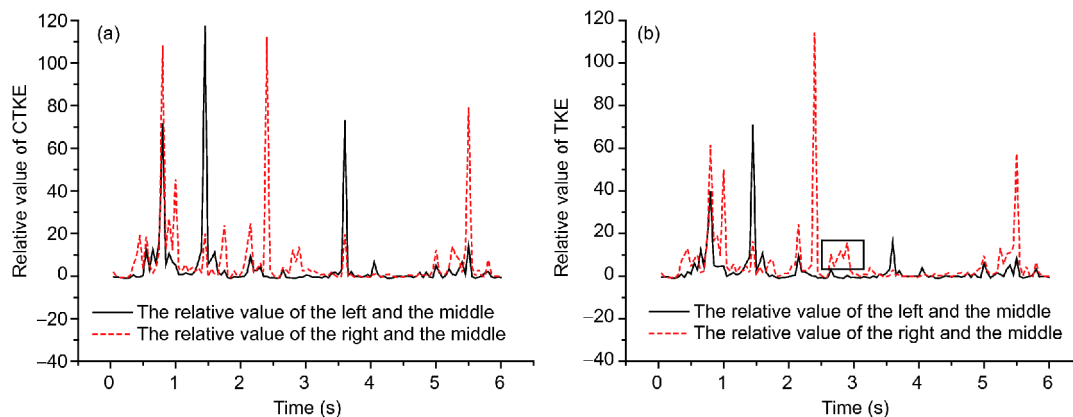 (a)
Relative value of CTKE
120
100
80
60
40
20
0
–20
–40
The relative value of the left and the middle
The relative value of the right and the middle
0 1 2 3 4 5 6
Time (s)
(b)
Relative value of TKE
120
100
80
60
40
20
0
–20
–40
The relative value of the left and the middle
The relative value of the right and the middle
0 1 2 3 4 5 6
Time (s)